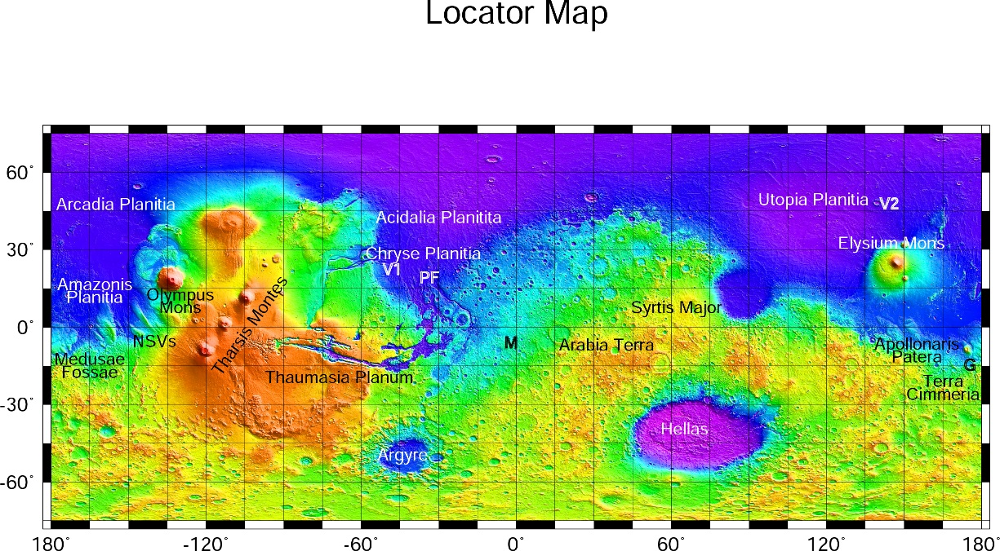 Locator Map
60°
30°
0°
-30°
-60°
Arcadia Planitia
Acidalia Planitita
Utopia Planitia
V2
Chryse Planitia
V1
PF
Elysium Mons
Amazonis
Planitia
Olympus
Mons
Tharsis Montes
Syrtis Major
NSVs
M
Arabia Terra
Apollonaris
Patera
G
Medusae
Fossae
Thaumasia Planum
Terra
Cimmeria
Hellas
Argyre
180° -120° -60° 0° 60° 120° 180°